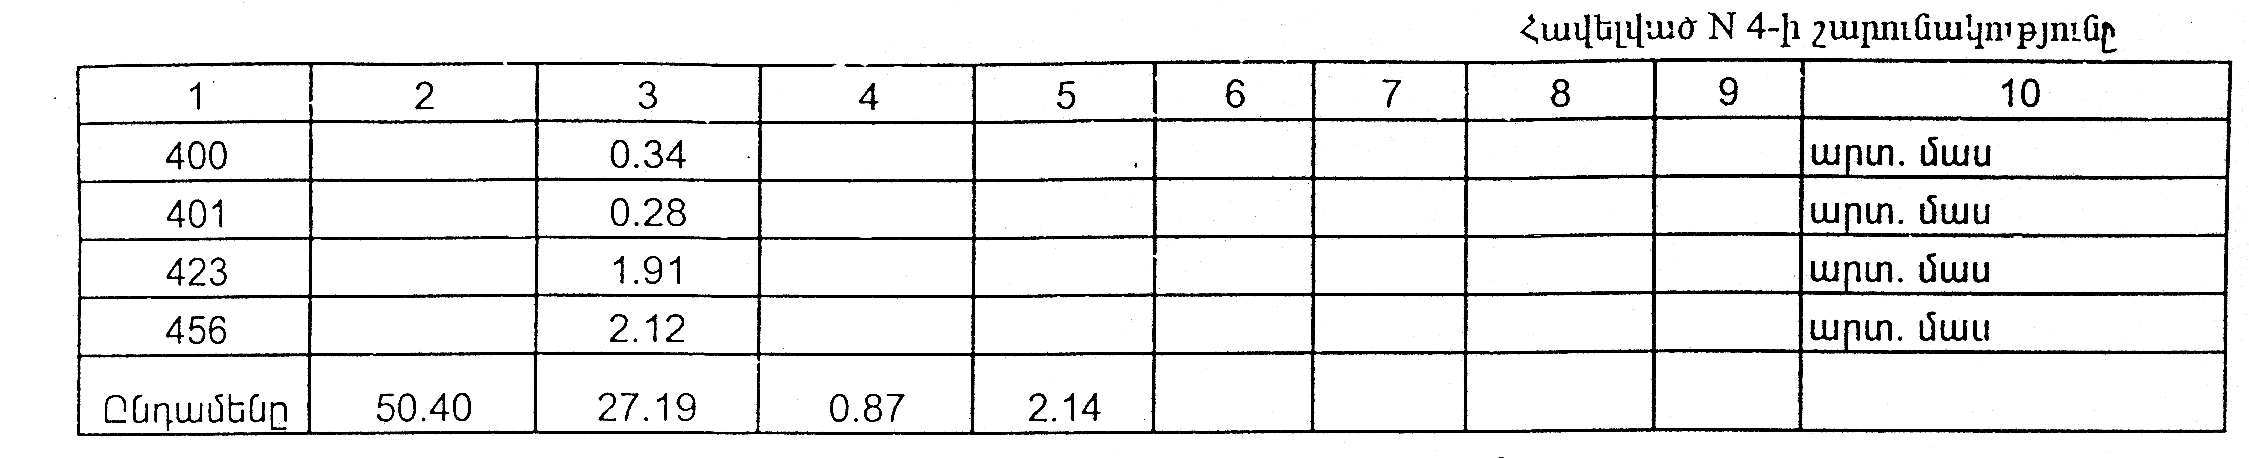 Հավելված N 4-ի շարունակությունը
1 2 3 4 5 6 7 8 9 10
400 0.34 արտ. մաս
401 0.28 արտ. մաս
423 1.91 արտ. մաս
456 2.12 արտ. մաս
Ընդամենը 50.40 27.19 0.87 2.14